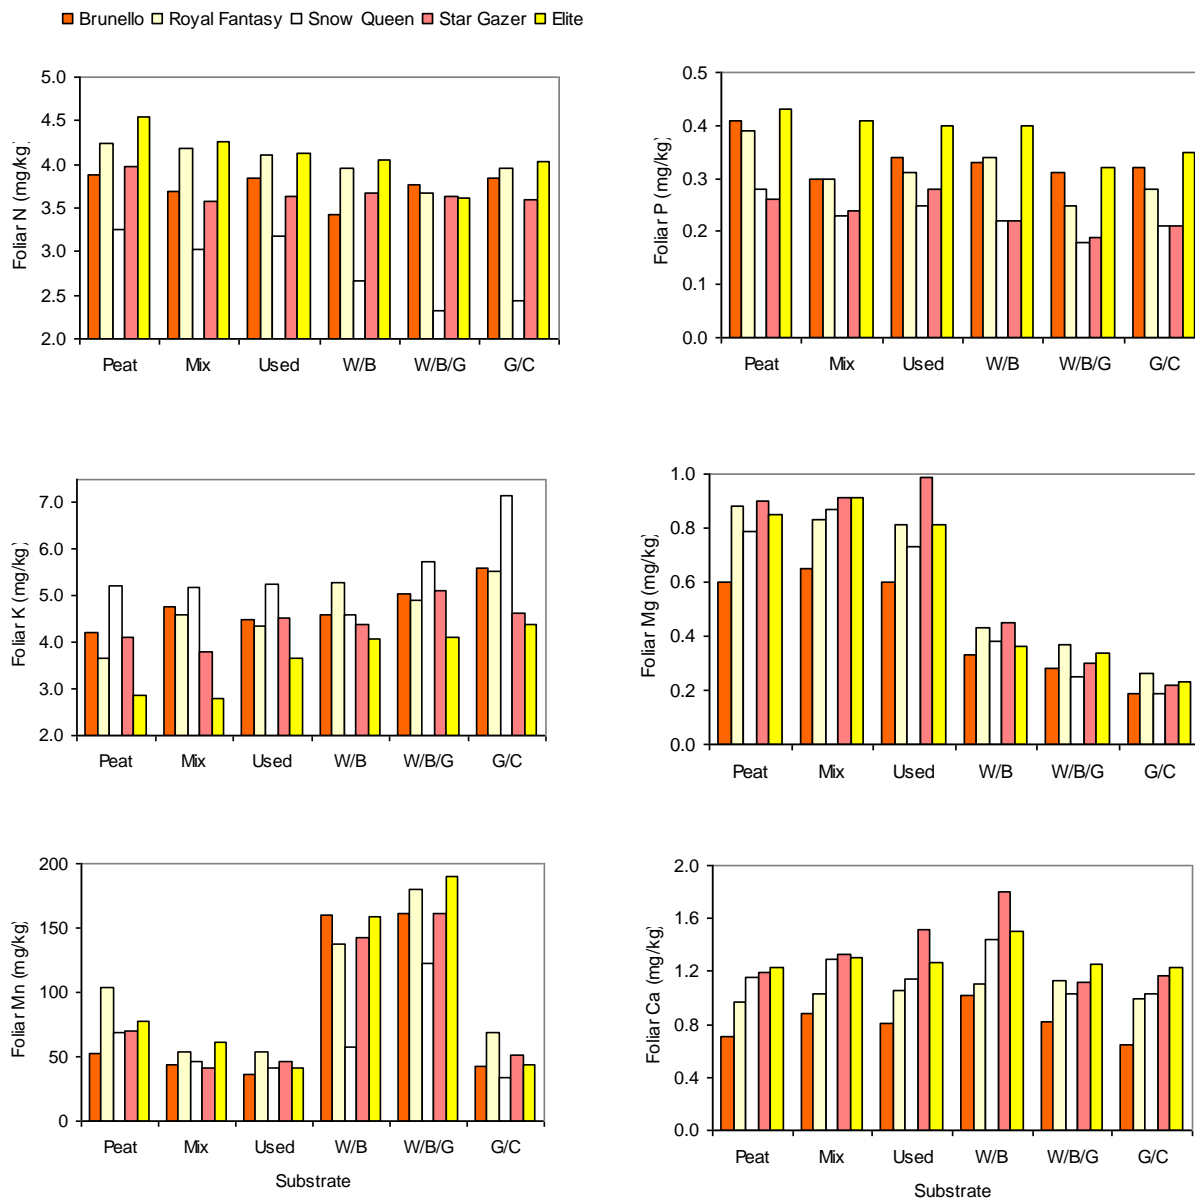 Brunello Royal Fantasy Snow Queen Star Gazer Elite
5.0
4.5
4.0
3.5
3.0
2.5
2.0
Foliar N (mg/kg)
Peat Mix Used W/B W/B/G G/C
0.5
0.4
0.3
0.2
0.1
0.0
Foliar P (mg/kg)
Peat Mix Used W/B W/B/G G/C
7.0
6.0
5.0
4.0
3.0
2.0
Foliar K (mg/kg)
Peat Mix Used W/B W/B/G G/C
1.0
0.8
0.6
0.4
0.2
0.0
Foliar Mg (mg/kg)
Peat Mix Used W/B W/B/G G/C
200
150
100
50
0
Foliar Mn (mg/kg)
Peat Mix Used W/B W/B/G G/C
Substrate
2.0
1.6
1.2
0.8
0.4
0.0
Foliar Ca (mg/kg)
Peat Mix Used W/B W/B/G G/C
Substrate